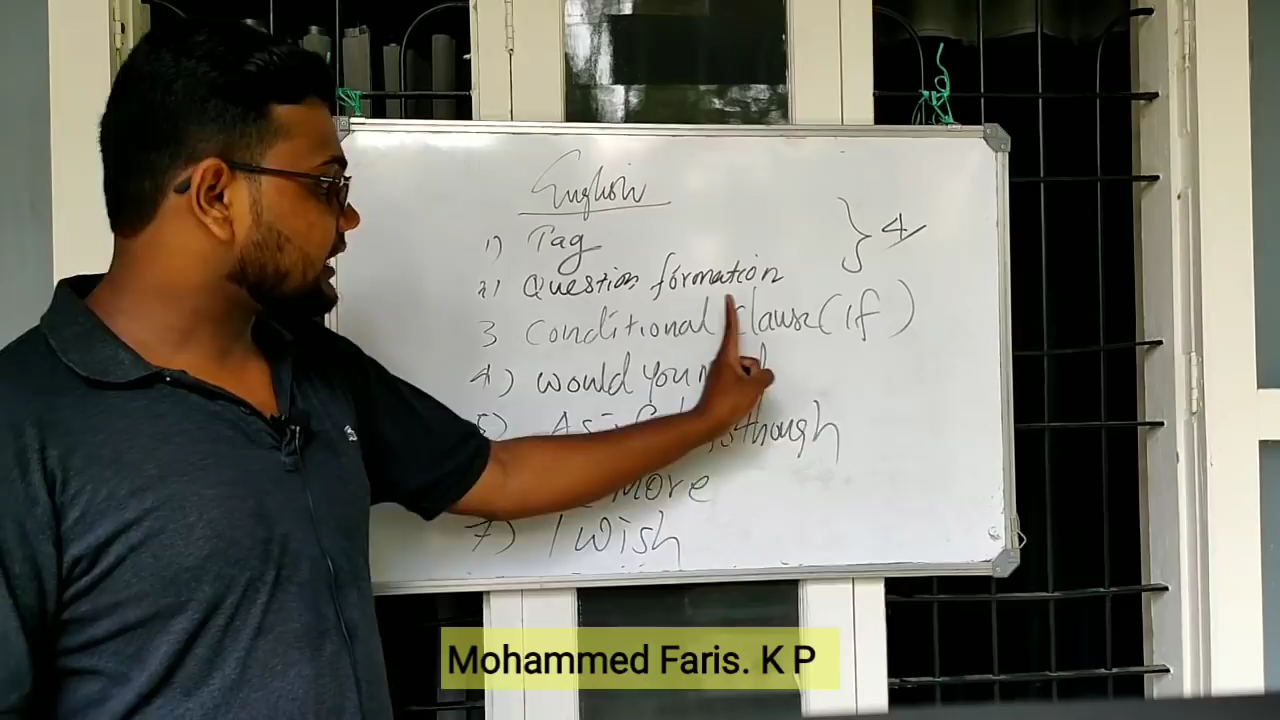 English
1) Tag
2) Question formation
} 4
3 Conditional Clause (if)
4) would you
5) As if though
more
7) I wish
Mohammed Faris. K P